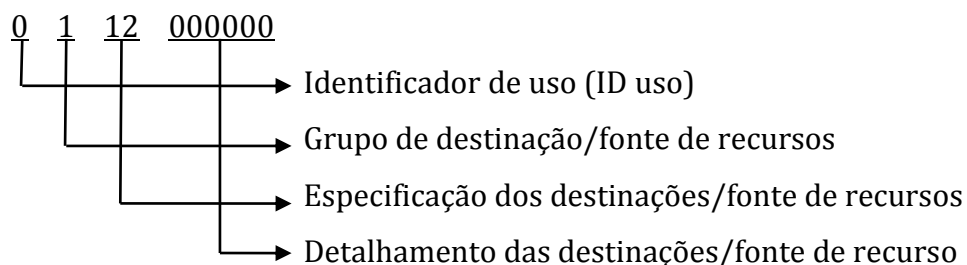 0 1 12 000000
Identificador de uso (ID uso)
Grupo de destinação/fonte de recursos
Especificação dos destinações/fonte de recursos
Detalhamento das destinações/fonte de recurso